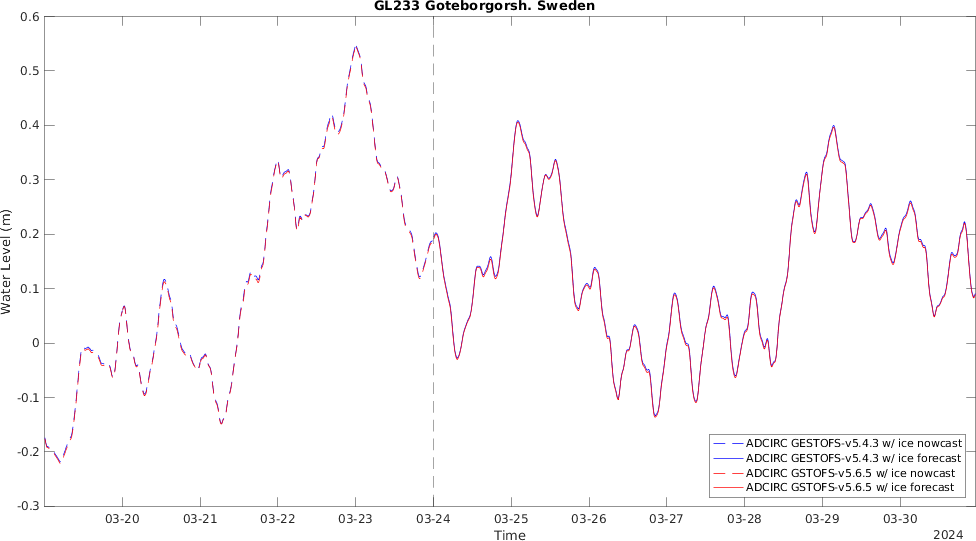 GL233 Goteborgorsh. Sweden
0.6
0.5
0.4
0.3
0.2
0.1
0
-0.1
-0.2
-0.3
Water Level (m)
03-20 03-21 03-22 03-23 03-24 03-25 03-26 03-27 03-28 03-29 03-30
Time
2024
ADCIRC GESTOFS-v5.4.3 w/ ice nowcast
ADCIRC GESTOFS-v5.4.3 w/ ice forecast
ADCIRC GSTOFS-v5.6.5 w/ ice nowcast
ADCIRC GSTOFS-v5.6.5 w/ ice forecast